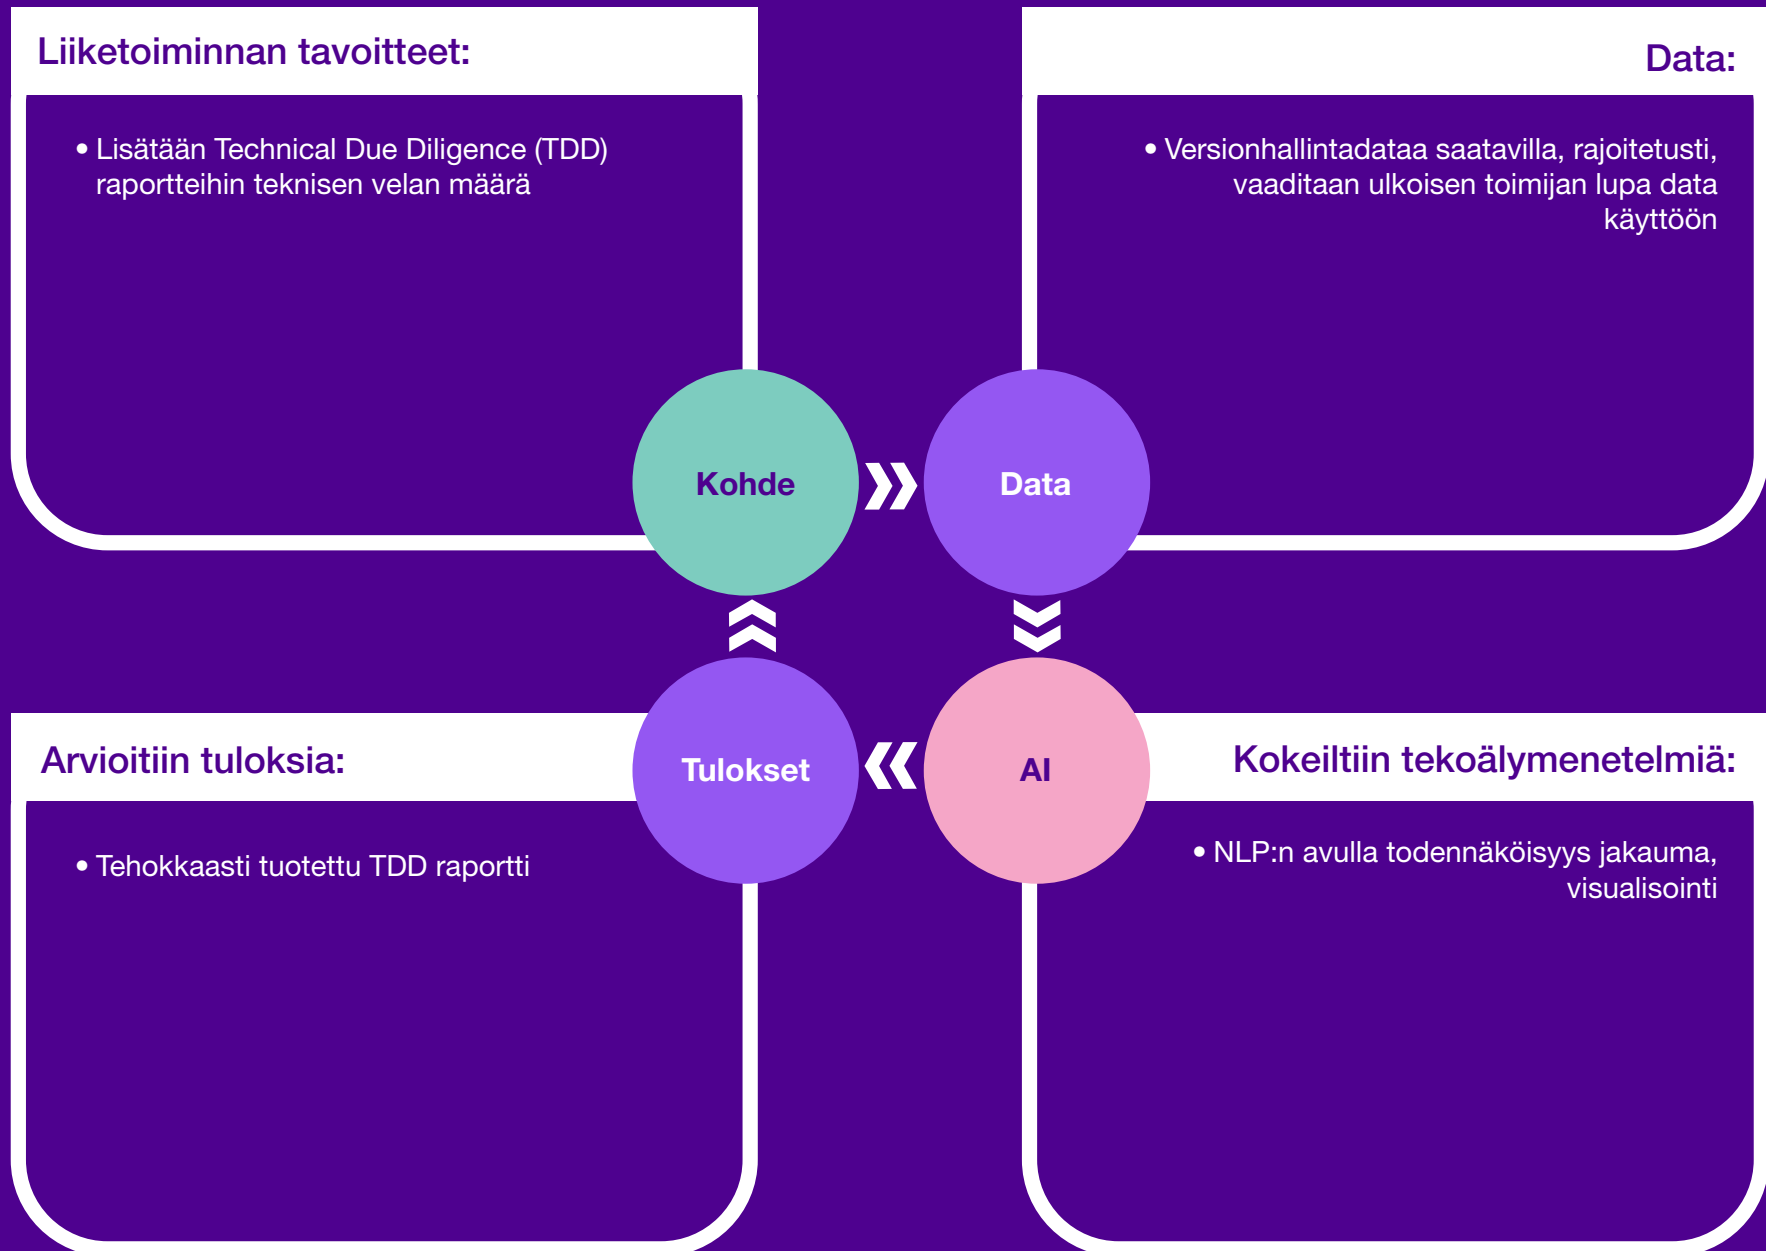 Liiketoiminnan tavoitteet:
• Lisätään Technical Due Diligence (TDD)
raportteihin teknisen velan määrä
Data:
• Versionhallintadataa saatavilla, rajoitetusti,
vaaditaan ulkoisen toimijan lupa data
käyttöön
Kohde
Data
Tulokset
AI
Arvioitiin tuloksia:
• Tehokkaasti tuotettu TDD raportti
Kokeiltiin tekoälymenetelmiä:
• NLP:n avulla todennäköisyys jakauma,
visualisointi